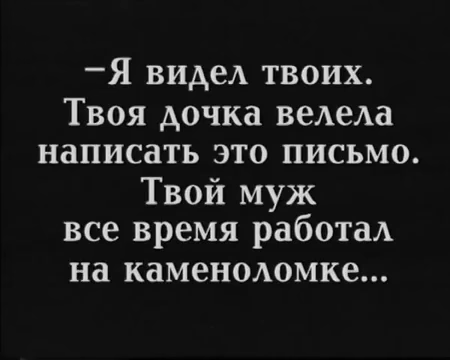 –Я видел твоих.
Твоя дочка велела
написать это письмо.
Твой муж
все время работал
на каменоломке...